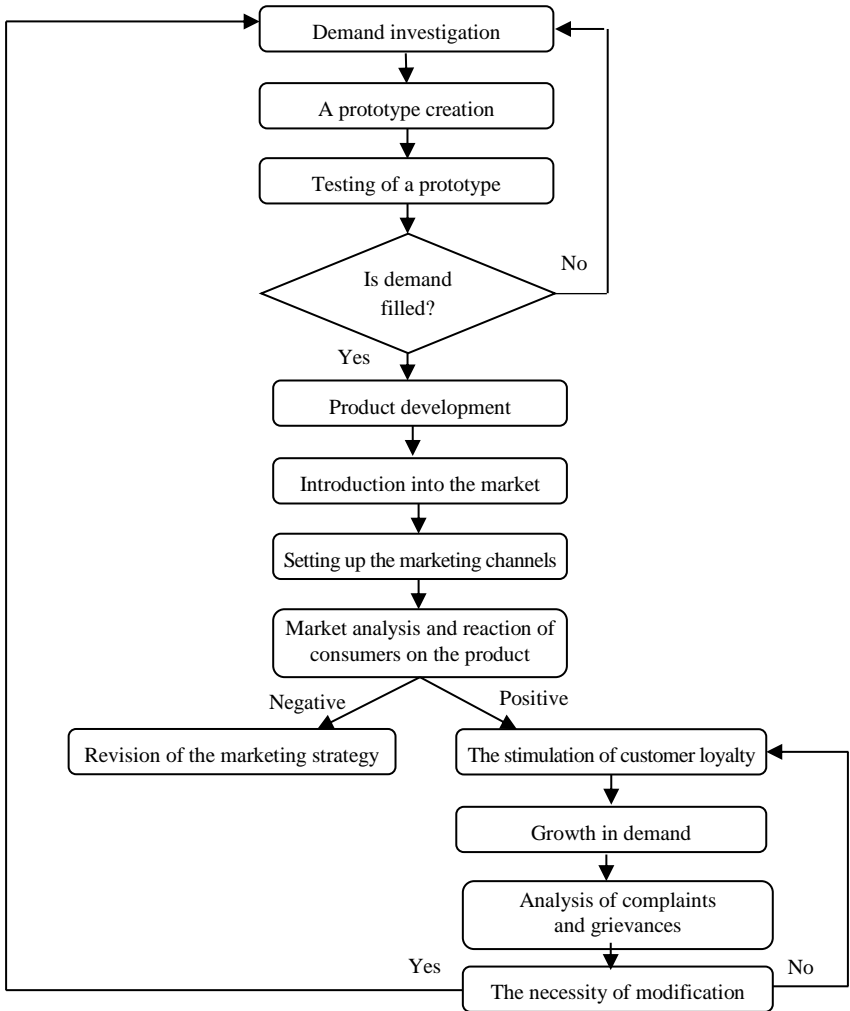 Demand investigation
A prototype creation
Testing of a prototype
Is demand
filled?
No
Yes
Product development
Introduction into the market
Setting up the marketing channels
Market analysis and reaction of
consumers on the product
Negative
Positive
Revision of the marketing strategy
The stimulation of customer loyalty
Growth in demand
Analysis of complaints
and grievances
Yes
No
The necessity of modification